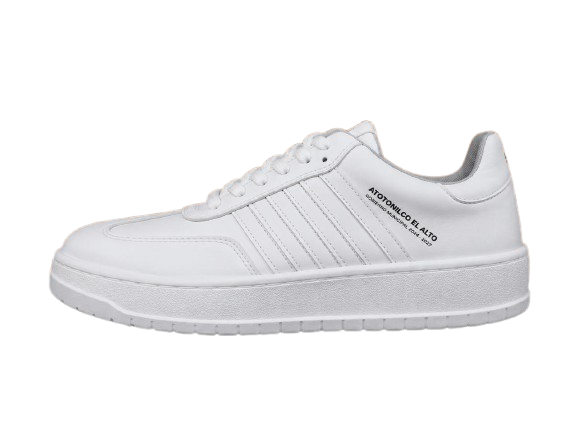 ATOTONILCO EL ALTO
GOBIERNO MUNICIPAL 2024 - 2027